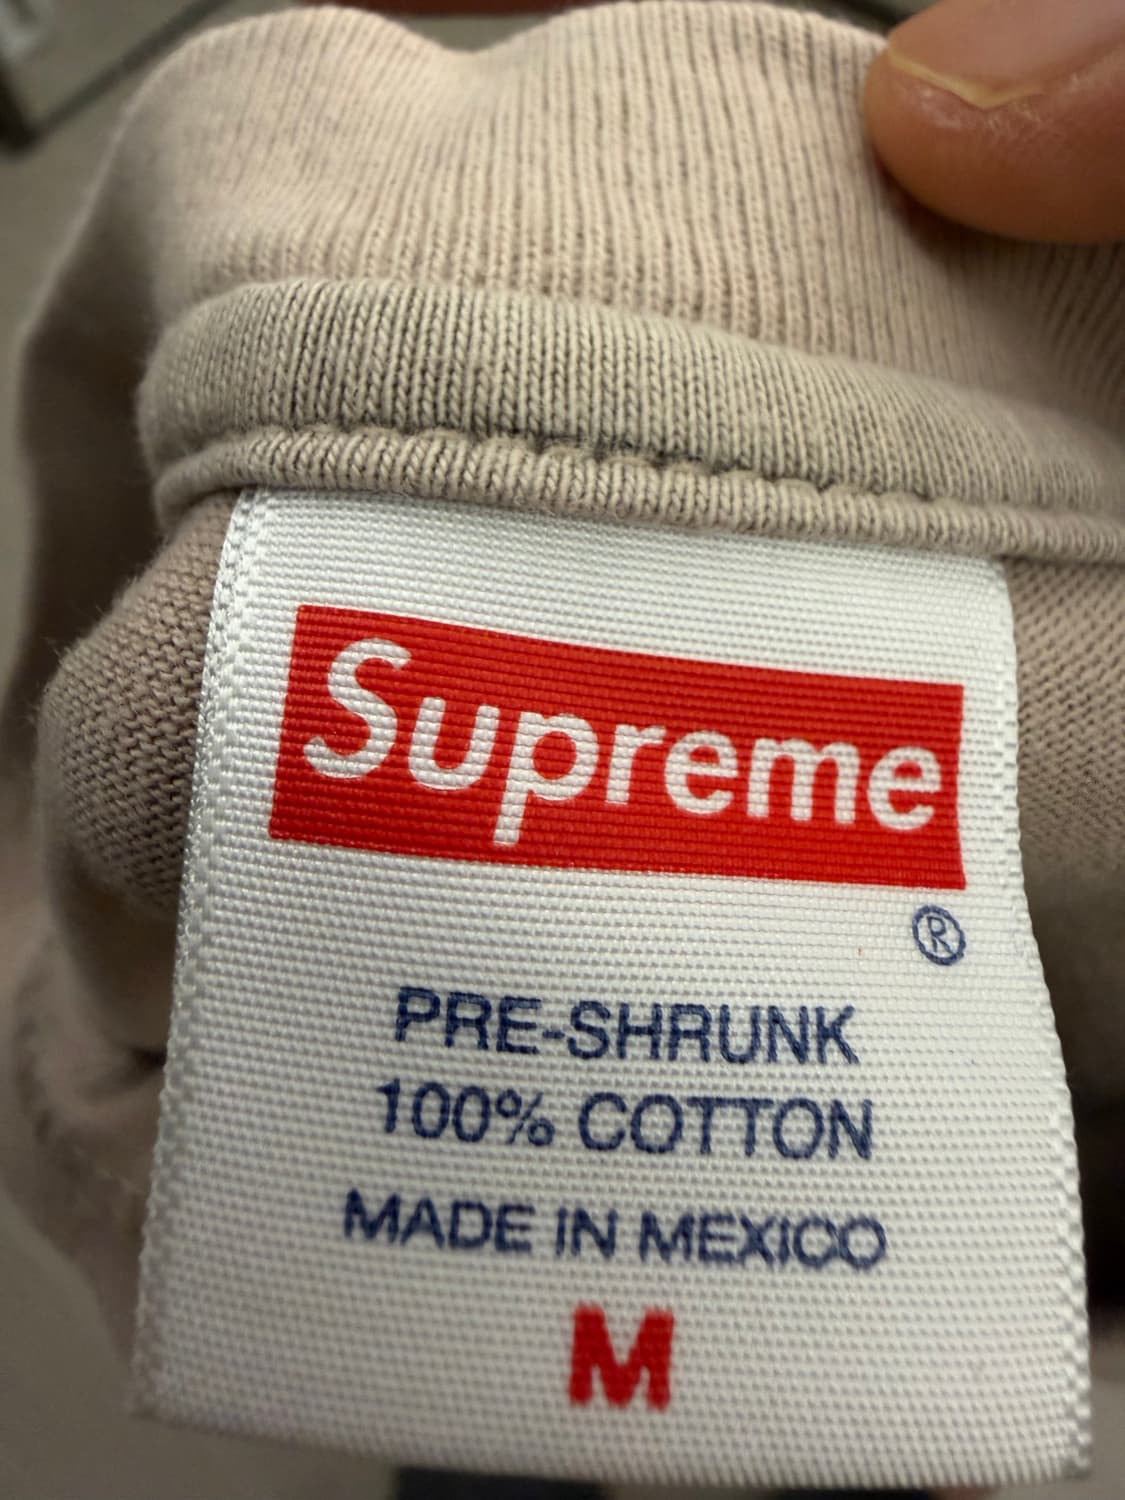 Supreme
®
PRE-SHRUNK
100% COTTON
MADE IN MEXICO
M